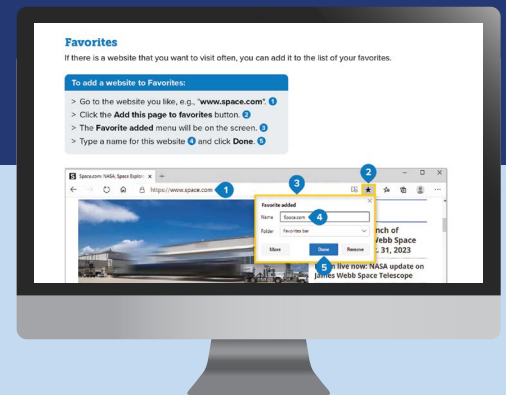 Favorites
If there is a website that you want to visit often, you can add it to the list of your favorites.
To add a website to Favorites:
> Go to the website you like, e.g., "www.space.com". 1
> Click the Add this page to favorites button. 2
> The Favorite added menu will be on the screen. 3
> Type a name for this website 4 and click Done. 5
2
S Space.com: NASA, Space Explor x +
https://www.space.com 1
3
Favorite added
Name Space.com 4
Folder Favorites bar
More Done Remove
5
nch of
Webb Space
. 31, 2023
live now: NASA update on
James Webb Space Telescope